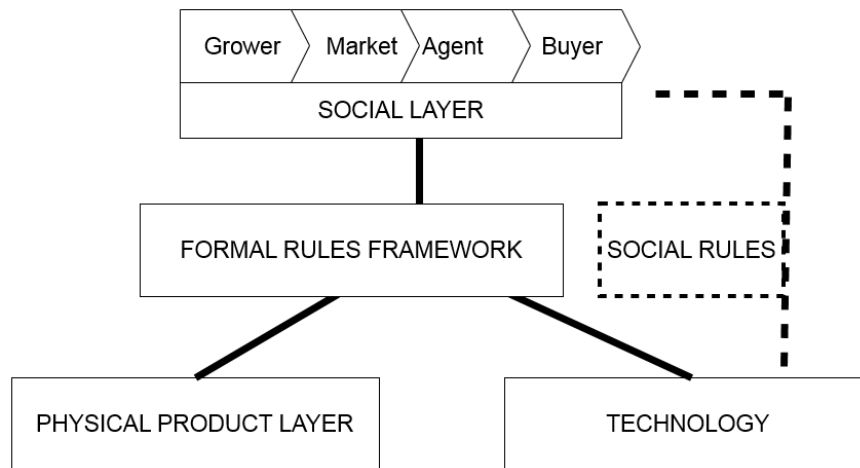 Grower Market Agent Buyer
SOCIAL LAYER
FORMAL RULES FRAMEWORK SOCIAL RULES
PHYSICAL PRODUCT LAYER TECHNOLOGY